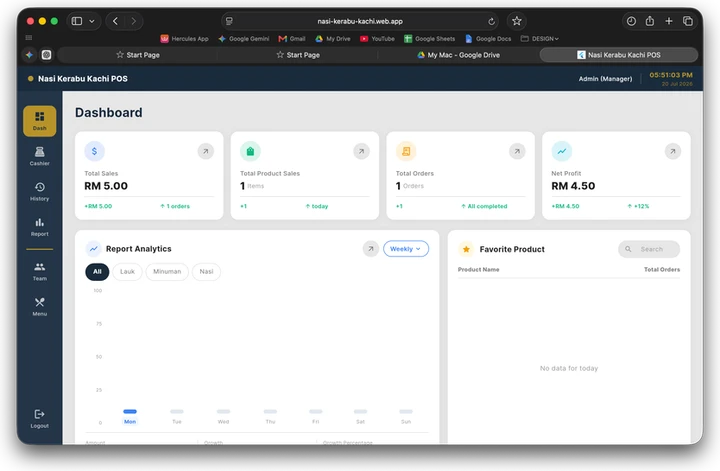 nasi-kerabu-kachi.web.app
Hercules App
Google Gemini
Gmail
My Drive
YouTube
Google Sheets
Google Docs
DESIGN
Start Page
Start Page
My Mac – Google Drive
Nasi Kerabu Kachi POS
Nasi Kerabu Kachi POS
Admin (Manager)
05:51:03 PM
20 Jul 2026
Dash
Cashier
History
Report
Team
Menu
Logout
Dashboard
Total Sales
RM 5.00
+RM 5.00
↑ 1 orders
Total Product Sales
1 Items
+1
↑ today
Total Orders
1 Orders
+1
↑ All completed
Net Profit
RM 4.50
+RM 4.50
↑ +12%
Report Analytics
Weekly
All
Lauk
Minuman
Nasi
100
75
50
25
0
Mon
Tue
Wed
Thu
Fri
Sat
Sun
Amount
Growth
Growth Percentage
Favorite Product
Search
Product Name
Total Orders
No data for today